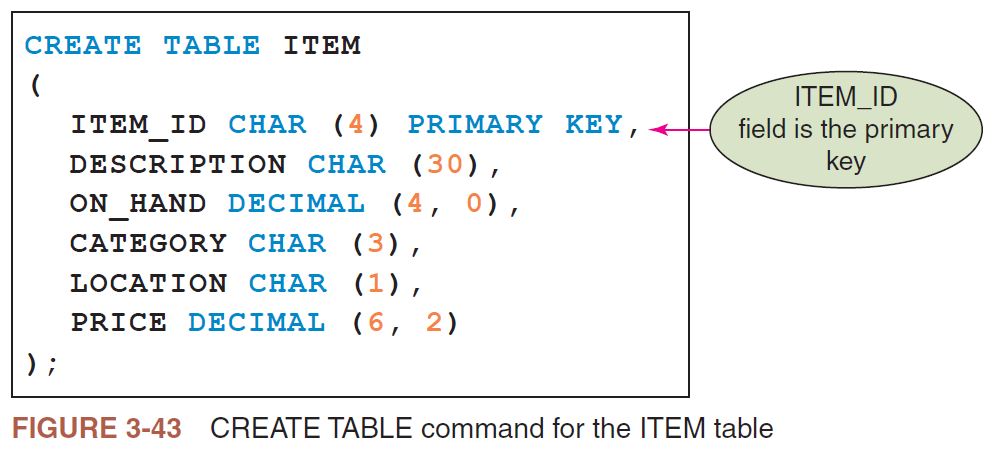 CREATE TABLE ITEM
(
ITEM_ID CHAR (4) PRIMARY KEY,
DESCRIPTION CHAR (30),
ON_HAND DECIMAL (4, 0),
CATEGORY CHAR (3),
LOCATION CHAR (1),
PRICE DECIMAL (6, 2)
);
ITEM_ID
field is the primary
key
FIGURE 3-43 CREATE TABLE command for the ITEM table